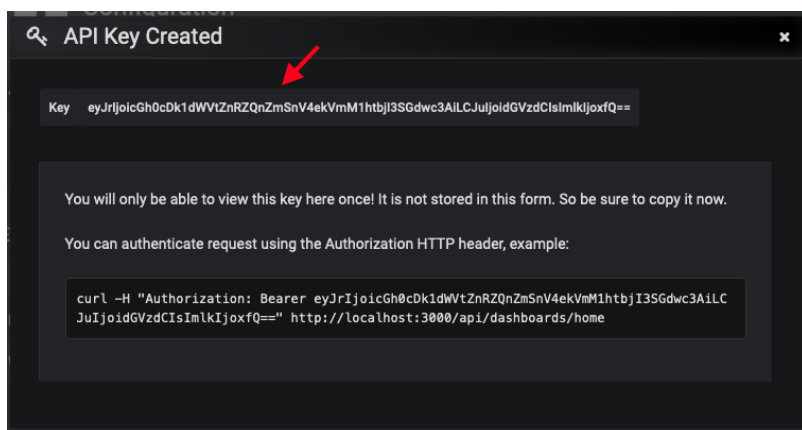 API Key Created
Key eyJrIjoicGh0cDk1dWVtZnRZQnZmSnV4ekVmM1htbjI3SGdwc3AiLCJuIjoidGVzdCIsImlkIjoxfQ==
You will only be able to view this key here once! It is not stored in this form. So be sure to copy it now.
You can authenticate request using the Authorization HTTP header, example:
curl -H "Authorization: Bearer eyJrIjoicGh0cDk1dWVtZnRZQnZmSnV4ekVmM1htbjI3SGdwc3AiLC
JuIjoidGVzdCIsImlkIjoxfQ==" http://localhost:3000/api/dashboards/home